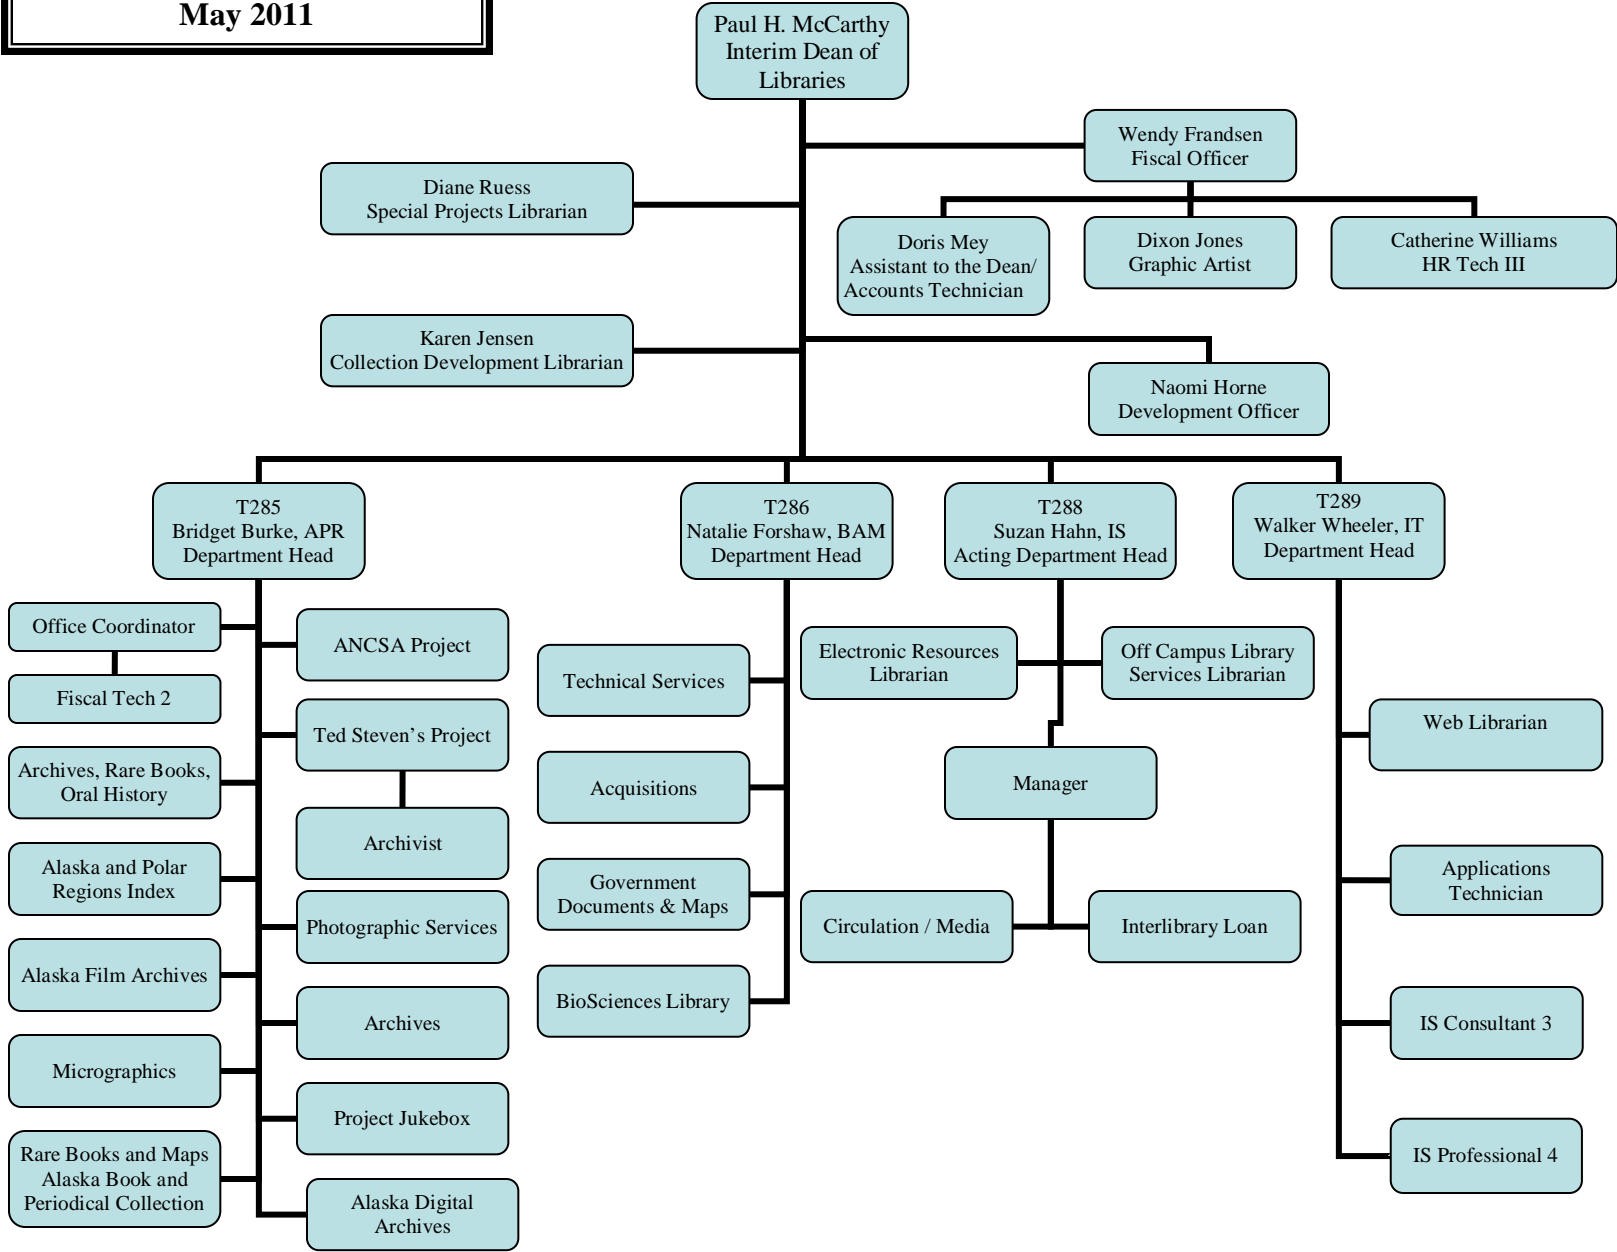 May 2011
Paul H. McCarthy
Interim Dean of
Libraries
Wendy Frandsen
Fiscal Officer
Diane Ruess
Special Projects Librarian
Doris Mey
Assistant to the Dean/
Accounts Technician
Dixon Jones
Graphic Artist
Catherine Williams
HR Tech III
Karen Jensen
Collection Development Librarian
Naomi Horne
Development Officer
T285
Bridget Burke, APR
Department Head
T286
Natalie Forshaw, BAM
Department Head
T288
Suzan Hahn, IS
Acting Department Head
T289
Walker Wheeler, IT
Department Head
Office Coordinator
Fiscal Tech 2
Archives, Rare Books,
Oral History
Alaska and Polar
Regions Index
Alaska Film Archives
Micrographics
Rare Books and Maps
Alaska Book and
Periodical Collection
ANCSA Project
Ted Steven’s Project
Archivist
Photographic Services
Archives
Project Jukebox
Alaska Digital
Archives
Technical Services
Acquisitions
Government
Documents & Maps
BioSciences Library
Electronic Resources
Librarian
Off Campus Library
Services Librarian
Manager
Circulation / Media
Interlibrary Loan
Web Librarian
Applications
Technician
IS Consultant 3
IS Professional 4